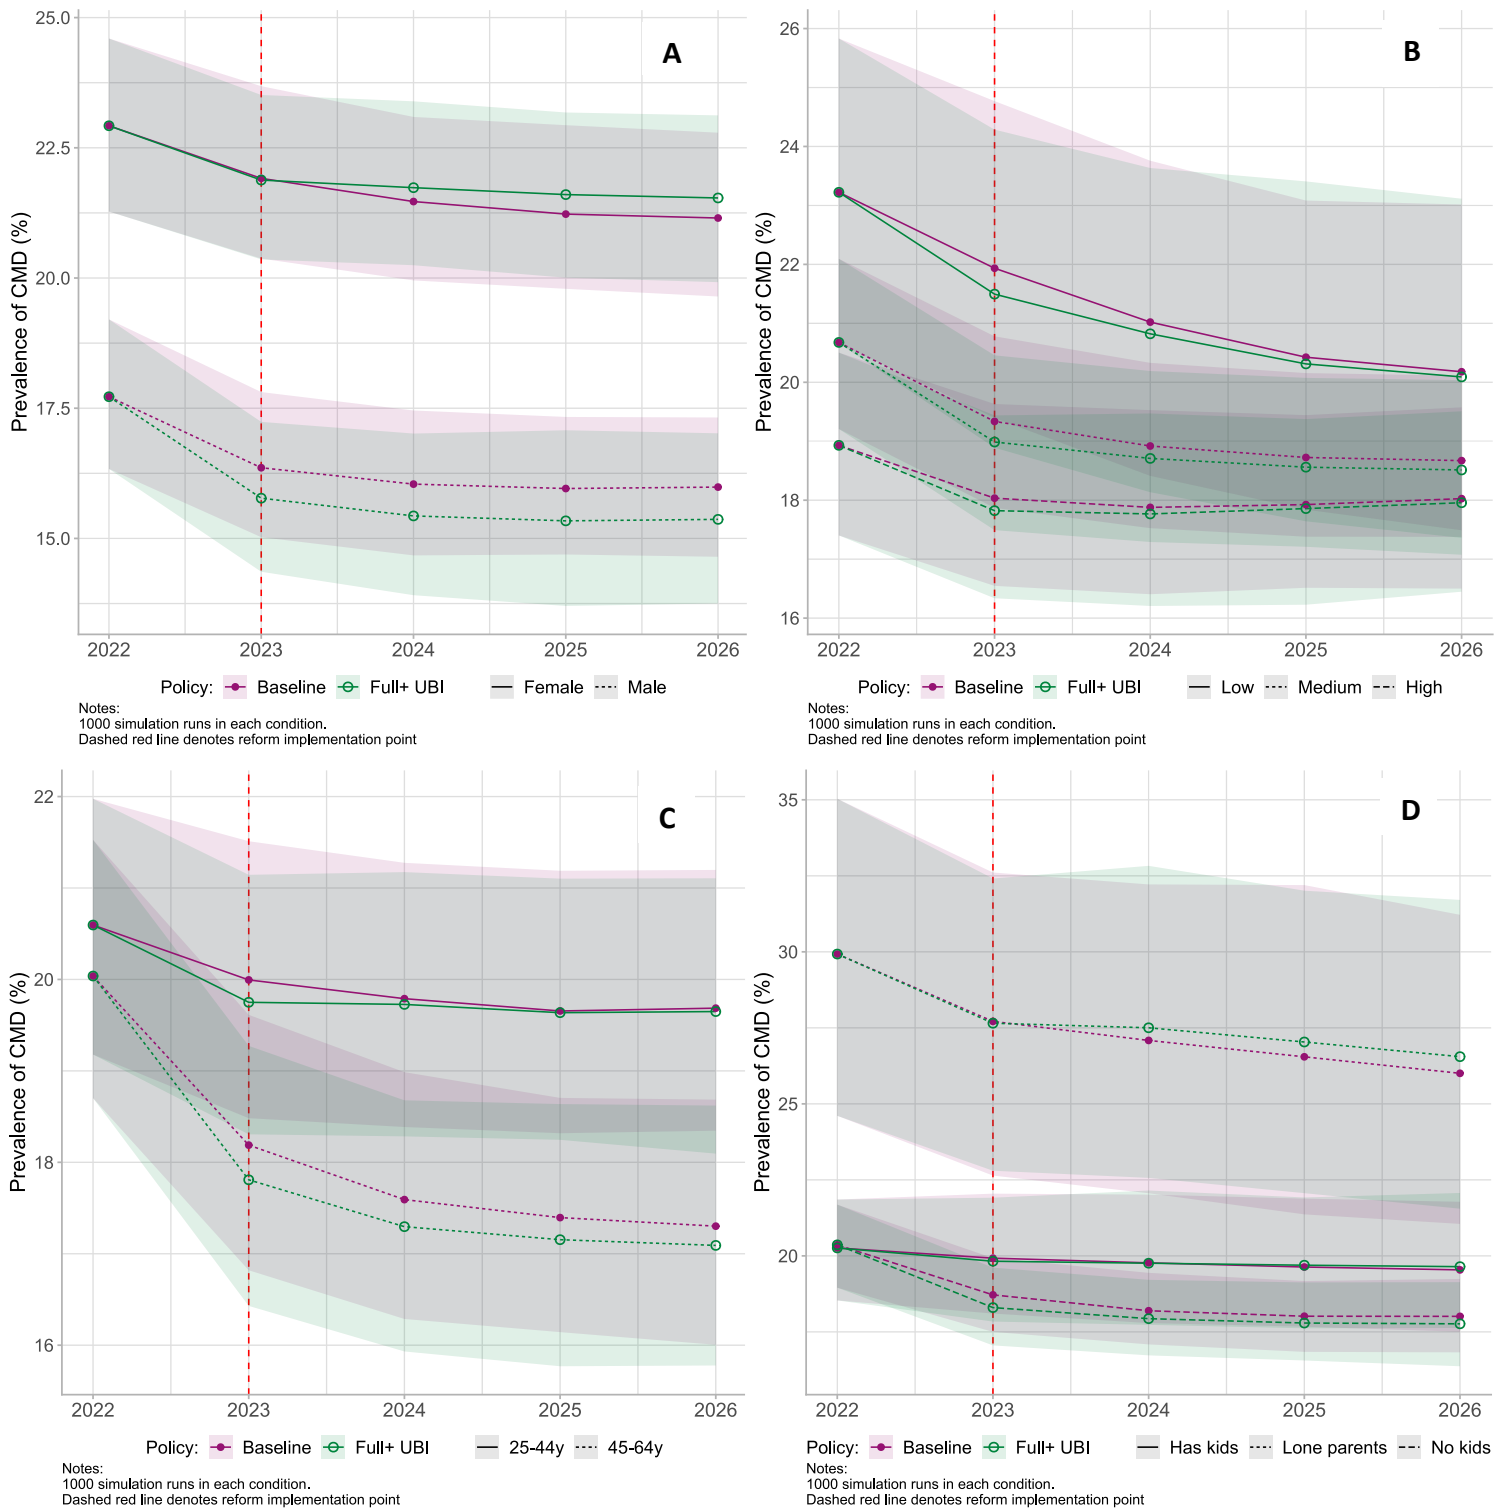 A
Prevalence of CMD (%)
25.0
22.5
20.0
17.5
15.0
2022 2023 2024 2025 2026
Policy: Baseline Full+ UBI Female Male
Notes:
1000 simulation runs in each condition.
Dashed red line denotes reform implementation point
B
Prevalence of CMD (%)
26
24
22
20
18
16
2022 2023 2024 2025 2026
Policy: Baseline Full+ UBI Low Medium High
Notes:
1000 simulation runs in each condition.
Dashed red line denotes reform implementation point
C
Prevalence of CMD (%)
22
20
18
16
2022 2023 2024 2025 2026
Policy: Baseline Full+ UBI 25-44y 45-64y
Notes:
1000 simulation runs in each condition.
Dashed red line denotes reform implementation point
D
Prevalence of CMD (%)
35
30
25
20
2022 2023 2024 2025 2026
Policy: Baseline Full+ UBI Has kids Lone parents No kids
Notes:
1000 simulation runs in each condition.
Dashed red line denotes reform implementation point